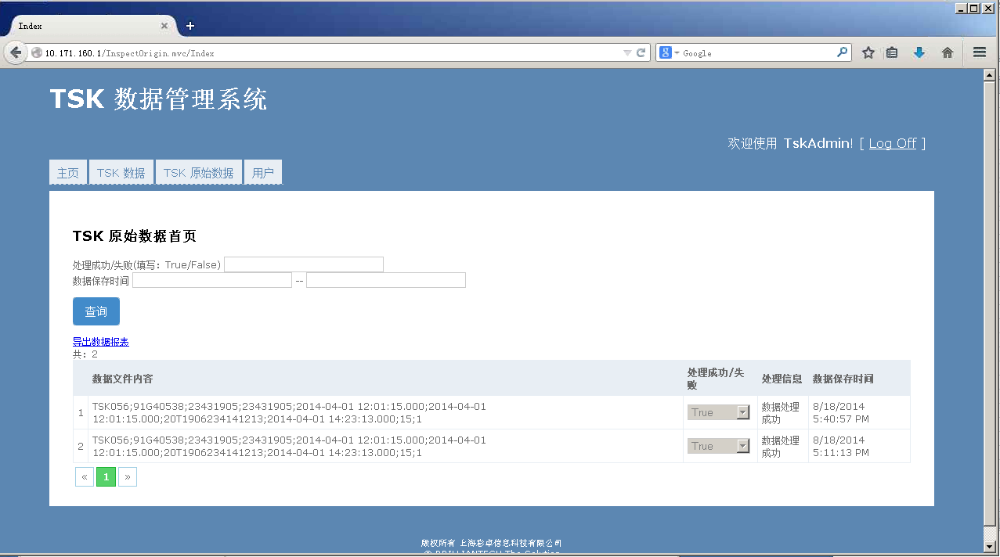 Index
10.171.160.1/InspectOrigin.mvc/Index
Google
TSK 数据管理系统
欢迎使用 TskAdmin! [ Log Off ]
主页 TSK 数据 TSK 原始数据 用户
TSK 原始数据首页
处理成功/失败(填写：True/False)
数据保存时间 --
查询
导出数据报表
共：2
数据文件内容 处理成功/失
败 处理信息 数据保存时间
1 TSK056;91G40538;23431905;23431905;2014-04-01 12:01:15.000;2014-04-01
12:01:15.000;20T1906234141213;2014-04-01 14:23:13.000;15;1
True
数据处理
成功
8/18/2014
5:40:57 PM
2 TSK056;91G40538;23431905;23431905;2014-04-01 12:01:15.000;2014-04-01
12:01:15.000;20T1906234141213;2014-04-01 14:23:13.000;15;1
True
数据处理
成功
8/18/2014
5:11:13 PM
« 1 »
版权所有 上海彩卓信息科技有限公司
© BRILLIANTECH The Solution